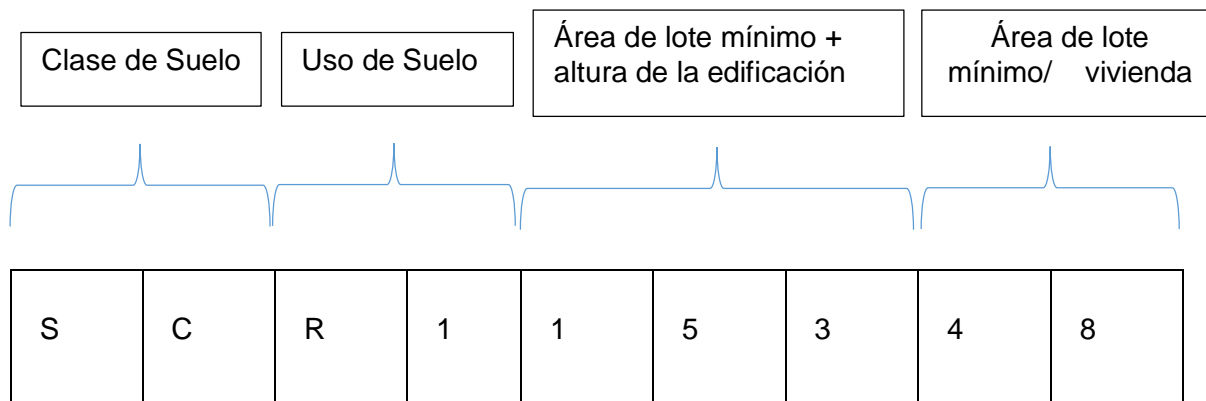 Clase de Suelo
Uso de Suelo
Área de lote mínimo +
altura de la edificación
Área de lote
mínimo/ vivienda
S C R 1 1 5 3 4 8